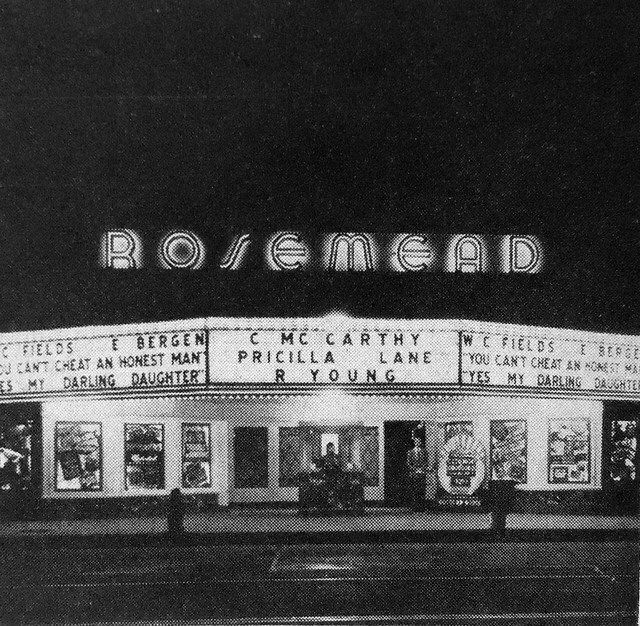 ROSEMEAD
C FIELDS E BERGEN
OU CAN'T CHEAT AN HONEST MAN"
ES MY DARLING DAUGHTER"
C MC CARTHY
PRICILLA LANE
R YOUNG
W C FIELDS E BERGE
"YOU CAN'T CHEAT AN HONEST MA
"YES MY DARLING DAUGHTE